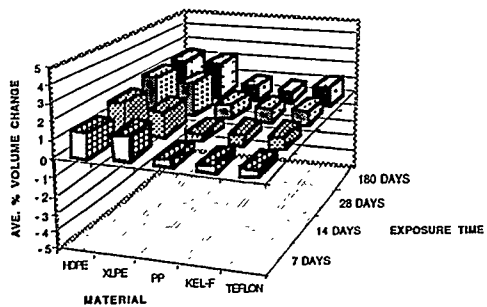 AVE. % VOLUME CHANGE
5
4
3
2
1
0
-1
-2
-3
-4
-5
HDPE
XLPE
PP
KEL-F
TEFLON
MATERIAL
7 DAYS
14 DAYS
28 DAYS
180 DAYS
EXPOSURE TIME